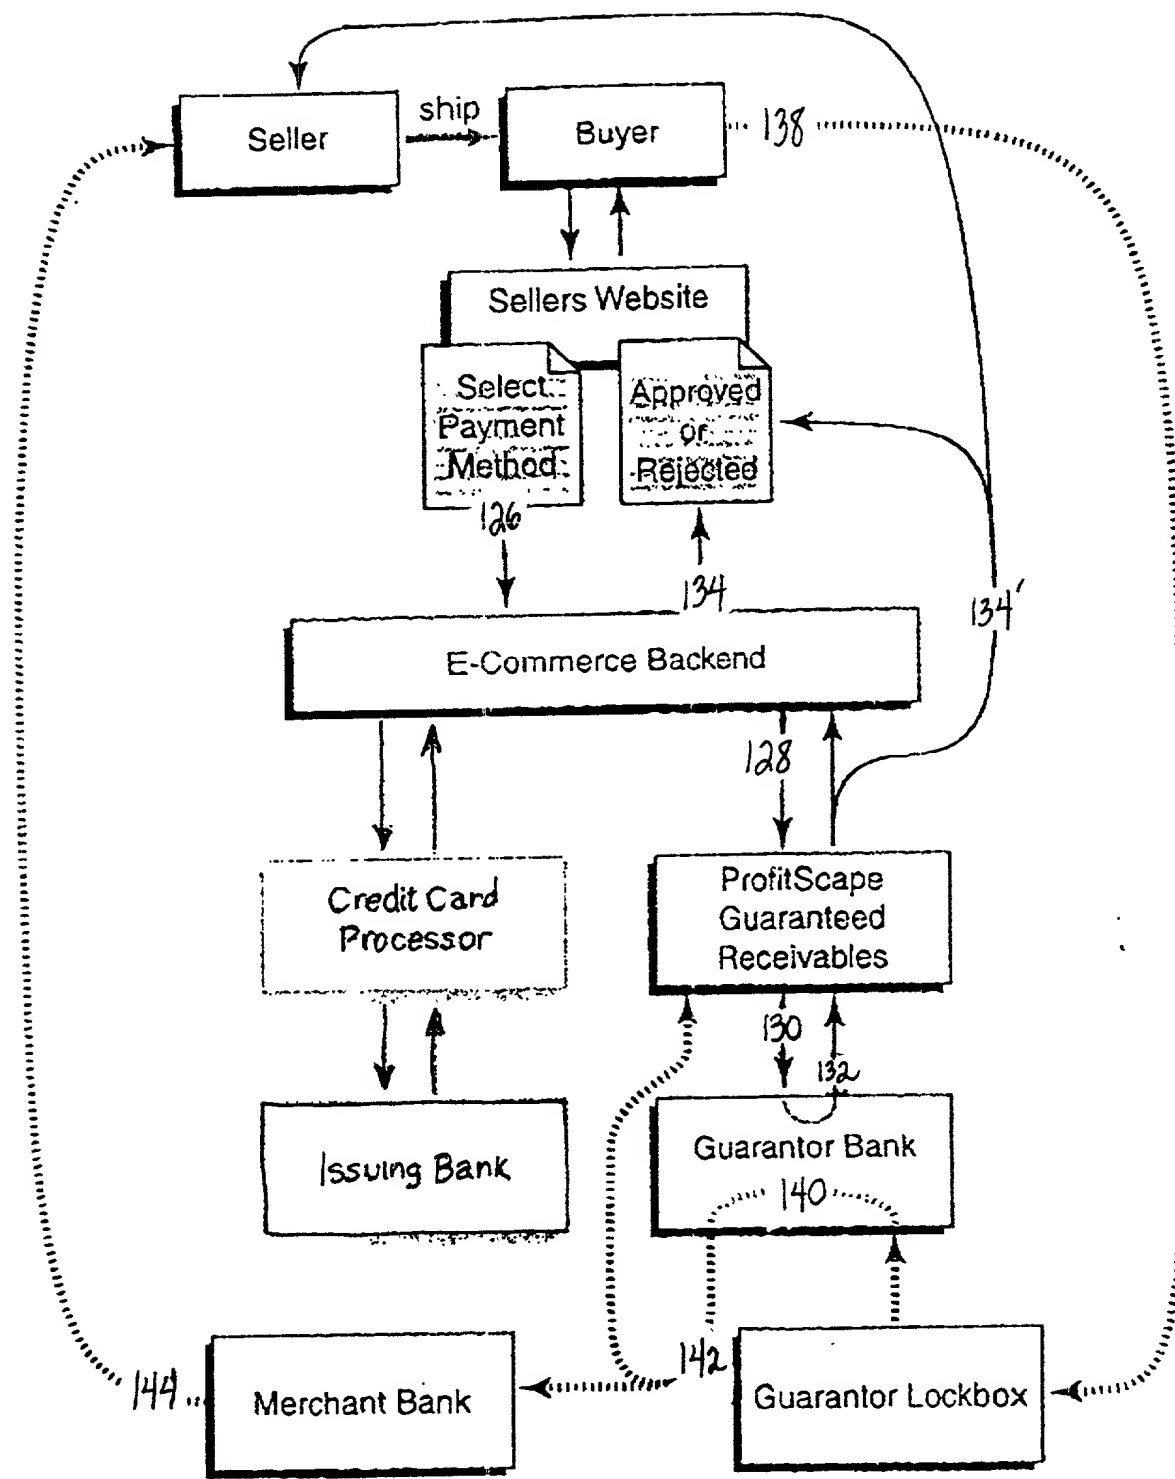 ship
Seller
Buyer
138
Sellers Website
Select
Payment
Method
Approved
or
Rejected
126
134
134'
E-Commerce Backend
128
Credit Card
Processor
ProfitScape
Guaranteed
Receivables
130
132
Issuing Bank
Guarantor Bank
140
142
144
Merchant Bank
Guarantor Lockbox